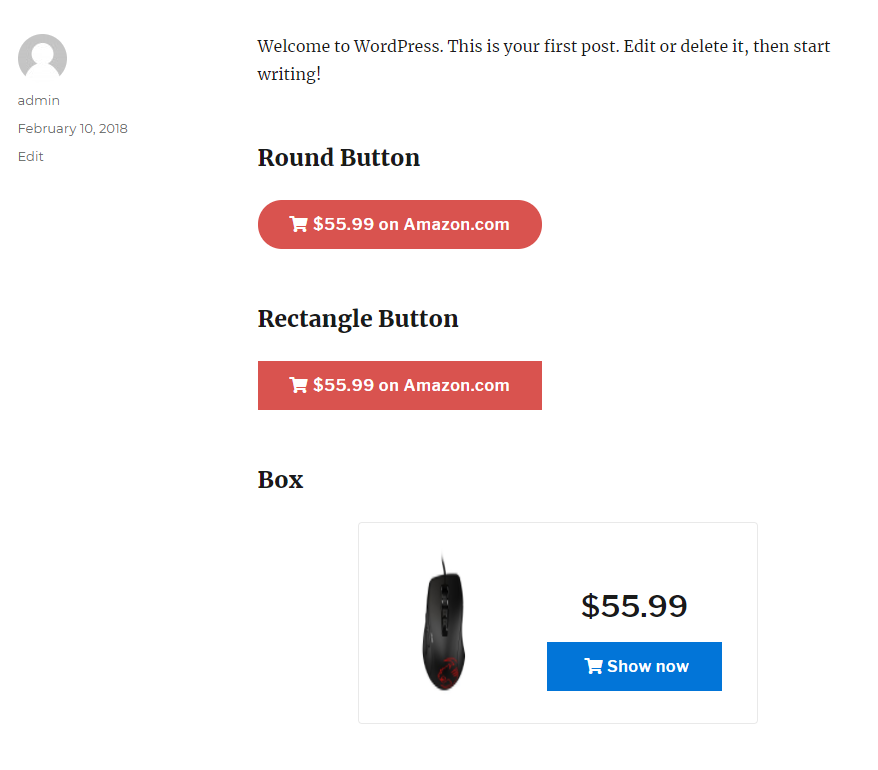 admin
February 10, 2018
Edit
Welcome to WordPress. This is your first post. Edit or delete it, then start
writing!
Round Button
$55.99 on Amazon.com
Rectangle Button
$55.99 on Amazon.com
Box
$55.99
Show now